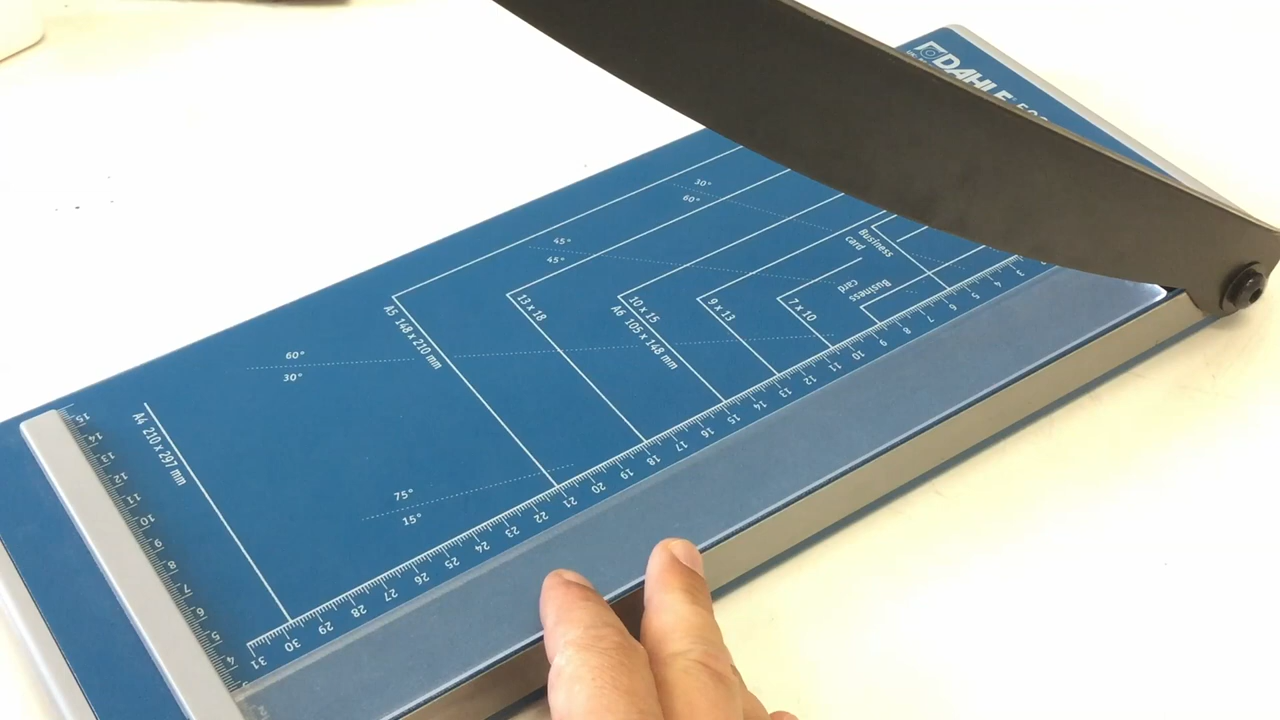 DAHLE
30°
60°
45°
45°
60°
30°
75°
15°
A4 210 x 297 mm
A5 148 x 210 mm
13 x 18
10 x 15
A6 105 x 148 mm
9 x 13
7 x 10
Business
card
Business
card
15
14
13
12
11
10
9
8
7
6
5
4
31 30 29 28 27 26 25 24 23 22 21 20 19 18 17 16 15 14 13 12 11 10 9 8 7 6 5 4 3